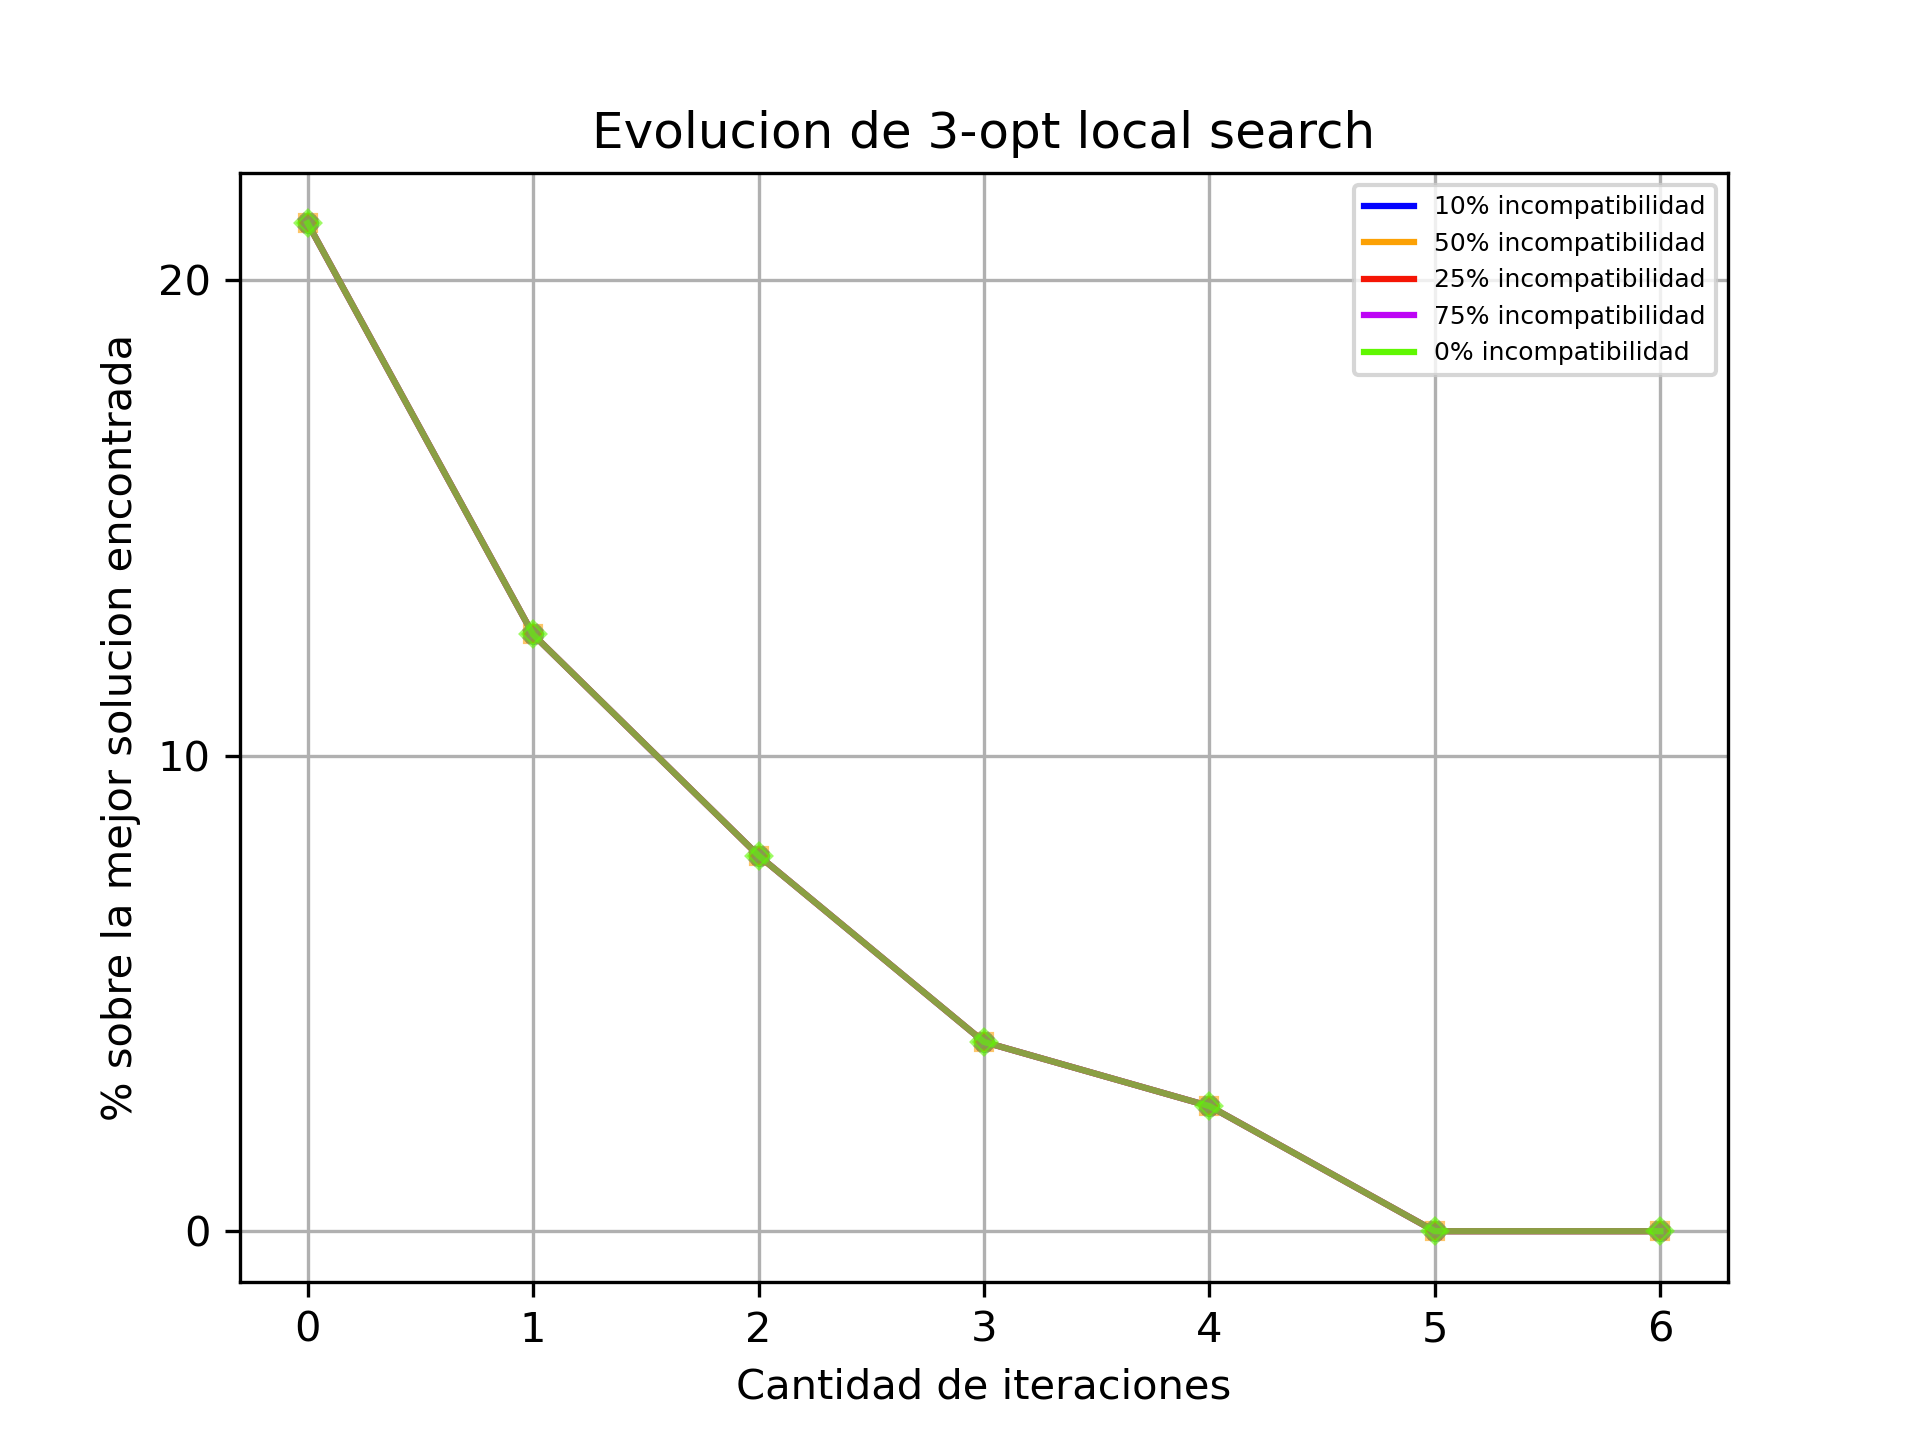 Evolucion de 3-opt local search
10% incompatibilidad
50% incompatibilidad
25% incompatibilidad
75% incompatibilidad
0% incompatibilidad
% sobre la mejor solucion encontrada
20
10
0
0 1 2 3 4 5 6
Cantidad de iteraciones